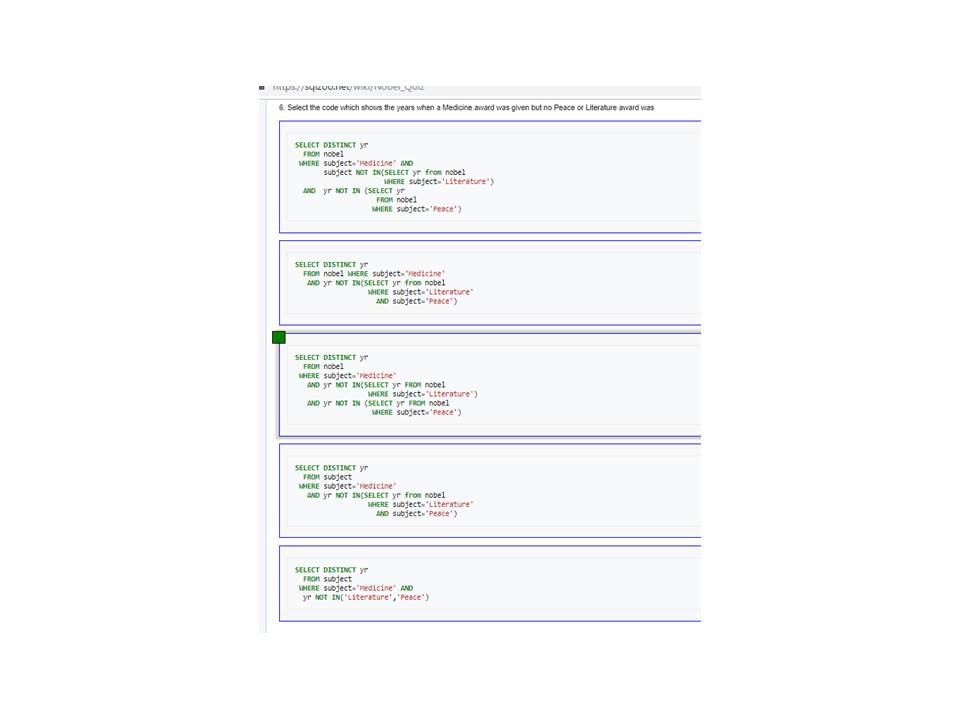 https://sqlzoo.net/wiki/Nobel_Quiz
6. Select the code which shows the years when a Medicine award was given but no Peace or Literature award was
SELECT DISTINCT yr
FROM nobel
WHERE subject='Medicine' AND
subject NOT IN(SELECT yr from nobel
WHERE subject='Literature')
AND yr NOT IN (SELECT yr
FROM nobel
WHERE subject='Peace')
SELECT DISTINCT yr
FROM nobel WHERE subject='Medicine'
AND yr NOT IN(SELECT yr from nobel
WHERE subject='Literature'
AND subject='Peace')
SELECT DISTINCT yr
FROM nobel
WHERE subject='Medicine'
AND yr NOT IN(SELECT yr FROM nobel
WHERE subject='Literature')
AND yr NOT IN (SELECT yr FROM nobel
WHERE subject='Peace')
SELECT DISTINCT yr
FROM subject
WHERE subject='Medicine'
AND yr NOT IN(SELECT yr from nobel
WHERE subject='Literature'
AND subject='Peace')
SELECT DISTINCT yr
FROM subject
WHERE subject='Medicine' AND
yr NOT IN('Literature','Peace')